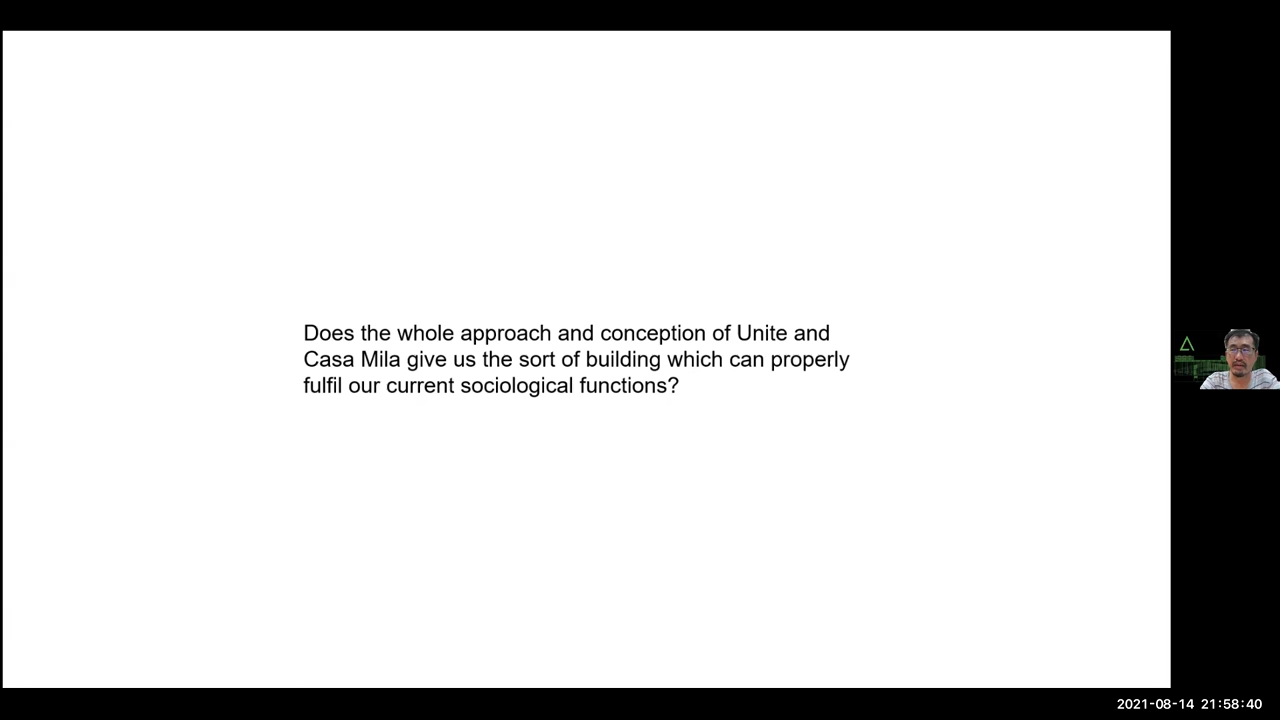 Does the whole approach and conception of Unite and
Casa Mila give us the sort of building which can properly
fulfil our current sociological functions?
2021-08-14 21:58:40